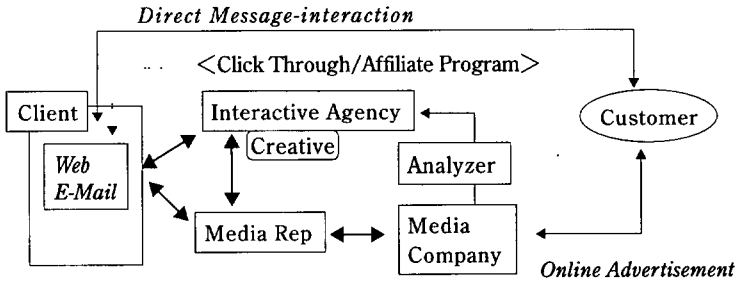 Direct Message-interaction
<Click Through/Affiliate Program>
Client
Interactive Agency
Customer
Creative
Web
E-Mail
Analyzer
Media Rep
Media
Company
Online Advertisement